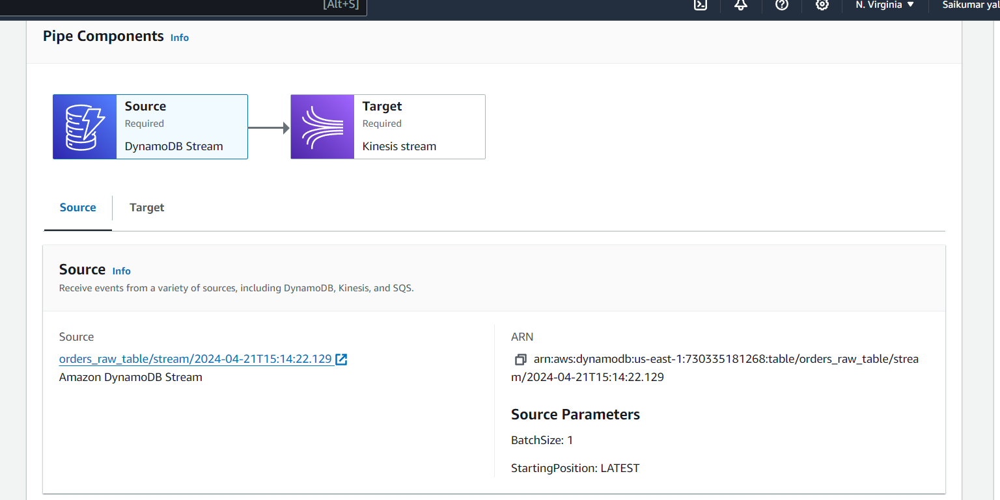 [Alt+S]
N. Virginia
Saikumar yal
Pipe Components Info
Source
Required
DynamoDB Stream
Target
Required
Kinesis stream
Source
Target
Source Info
Receive events from a variety of sources, including DynamoDB, Kinesis, and SQS.
Source
orders_raw_table/stream/2024-04-21T15:14:22.129
Amazon DynamoDB Stream
ARN
arn:aws:dynamodb:us-east-1:730335181268:table/orders_raw_table/strea
m/2024-04-21T15:14:22.129
Source Parameters
BatchSize: 1
StartingPosition: LATEST